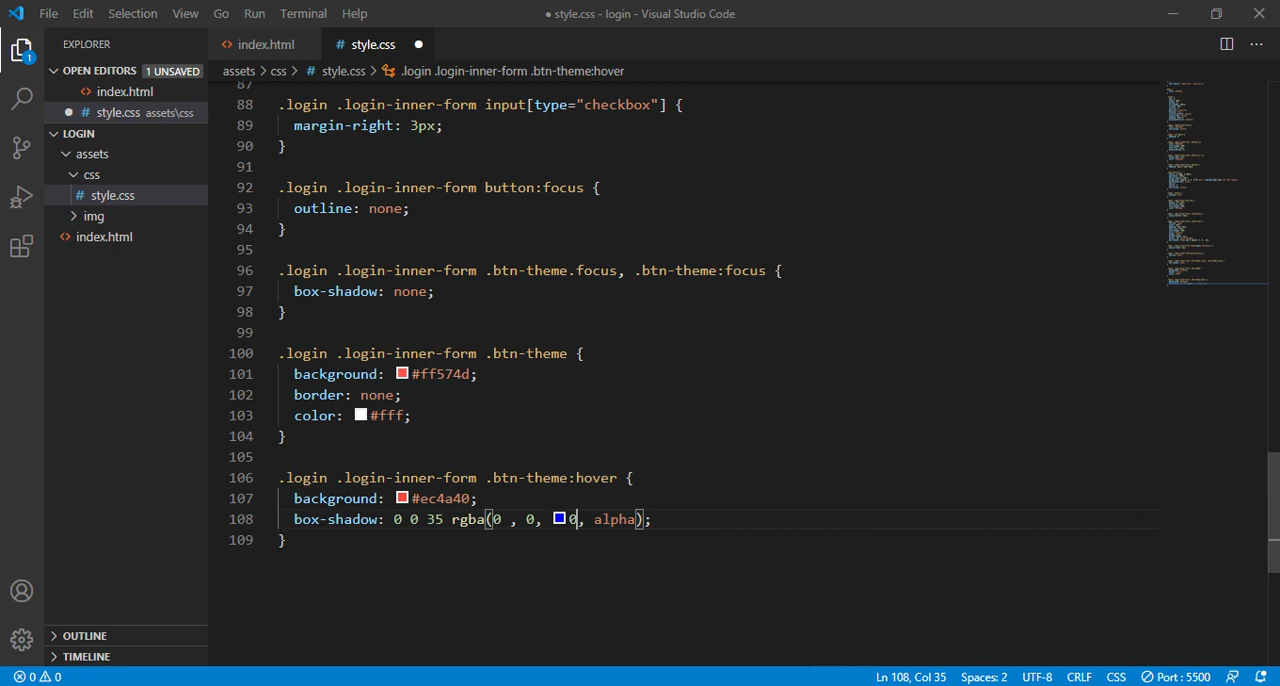 File Edit Selection View Go Run Terminal Help ● style.css - login - Visual Studio Code
EXPLORER
OPEN EDITORS 1 UNSAVED
<> index.html
● # style.css assets\css
LOGIN
assets
css
# style.css
img
<> index.html
OUTLINE
TIMELINE
1
<> index.html # style.css ●
assets > css > # style.css > .login .login-inner-form .btn-theme:hover
87
88 .login .login-inner-form input[type="checkbox"] {
89 margin-right: 3px;
90 }
91
92 .login .login-inner-form button:focus {
93 outline: none;
94 }
95
96 .login .login-inner-form .btn-theme.focus, .btn-theme:focus {
97 box-shadow: none;
98 }
99
100 .login .login-inner-form .btn-theme {
101 background: #ff574d;
102 border: none;
103 color: #fff;
104 }
105
106 .login .login-inner-form .btn-theme:hover {
107 background: #ec4a40;
108 box-shadow: 0 0 35 rgba(0 , 0, 0, alpha);
109 }
0 0 Ln 108, Col 35 Spaces: 2 UTF-8 CRLF CSS Port : 5500